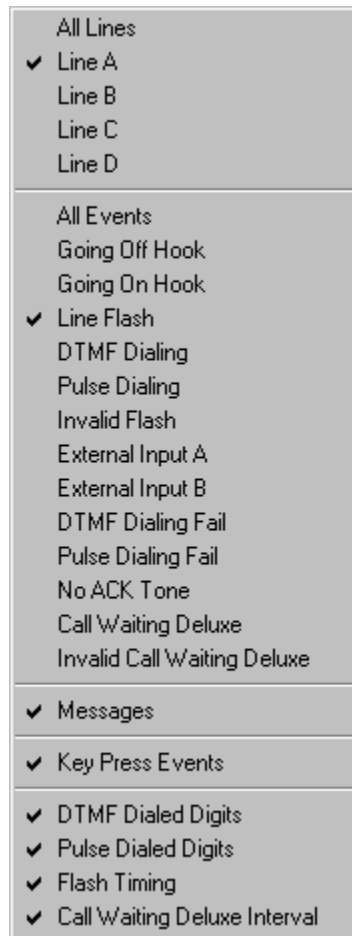 All Lines
Line A
Line B
Line C
Line D
All Events
Going Off Hook
Going On Hook
Line Flash
DTMF Dialing
Pulse Dialing
Invalid Flash
External Input A
External Input B
DTMF Dialing Fail
Pulse Dialing Fail
No ACK Tone
Call Waiting Deluxe
Invalid Call Waiting Deluxe
Messages
Key Press Events
DTMF Dialed Digits
Pulse Dialed Digits
Flash Timing
Call Waiting Deluxe Interval